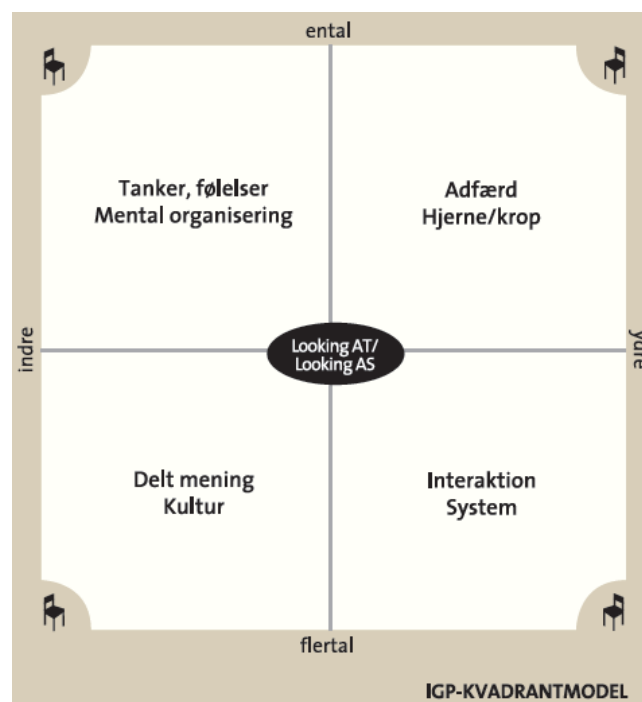 ental
Tanker, følelser
Mental organisering
Adfærd
Hjerne/krop
indre
Looking AT/
Looking AS
ydre
Delt mening
Kultur
Interaktion
System
flertal
IGP-KVADRANTMODEL